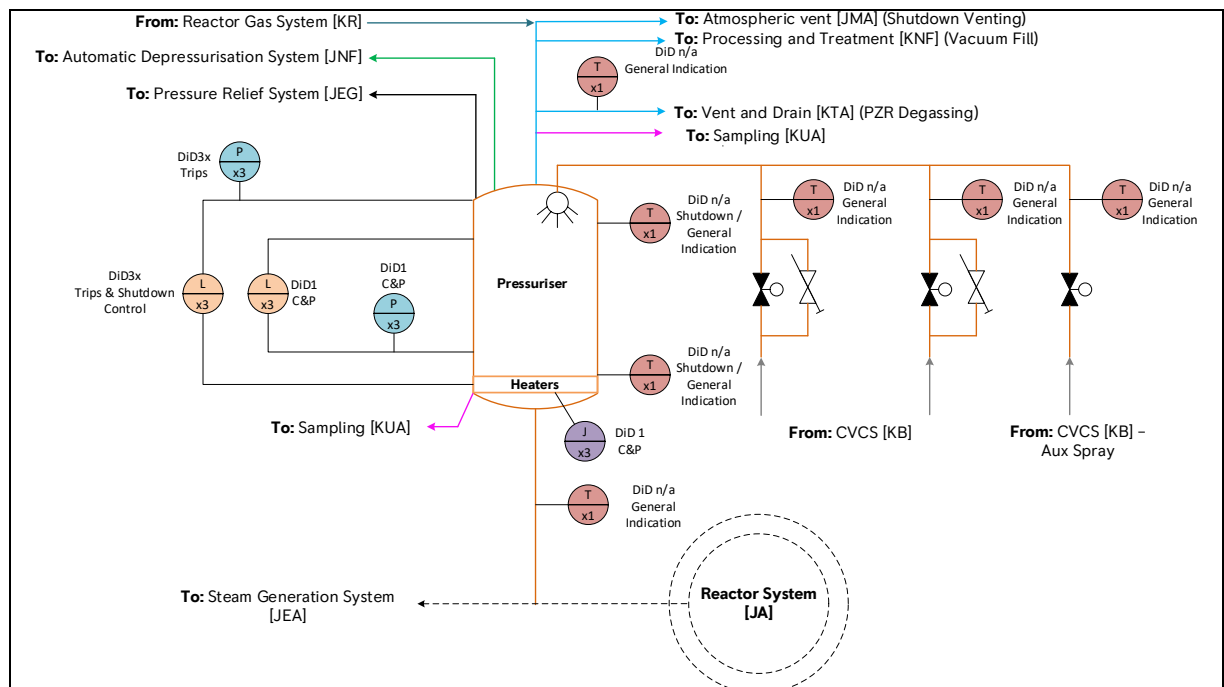 From: Reactor Gas System [KR]
To: Atmospheric vent [JMA] (Shutdown Venting)
To: Processing and Treatment [KNF] (Vacuum Fill)
To: Automatic Depressurisation System [JNF]
DiD n/a
General Indication
T
x1
To: Pressure Relief System [JEG]
To: Vent and Drain [KTA] (PZR Degassing)
To: Sampling [KUA]
DiD3x
Trips
P
x3
T
x1
DiD n/a
General
Indication
T
x1
DiD n/a
General
Indication
T
x1
DiD n/a
General
Indication
T
x1
DiD n/a
Shutdown /
General
Indication
DiD3x
Trips & Shutdown
Control
L
x3
L
x3
DiD1
C&P
DiD1
C&P
P
x3
Pressuriser
T
x1
DiD n/a
Shutdown /
General
Indication
Heaters
To: Sampling [KUA]
J
x3
DiD 1
C&P
From: CVCS [KB]
From: CVCS [KB] –
Aux Spray
T
x1
DiD n/a
General
Indication
To: Steam Generation System
[JEA]
Reactor System
[JA]